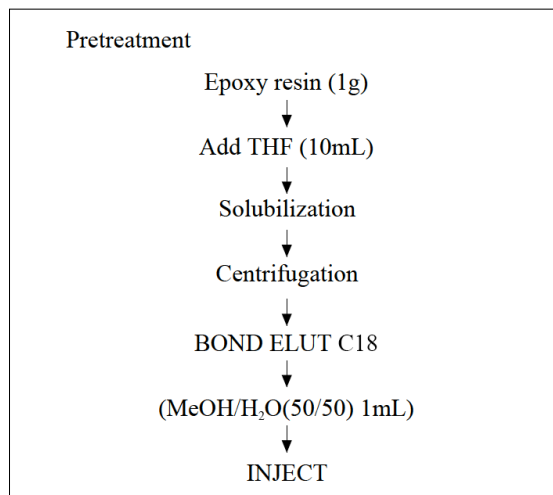 Pretreatment
Epoxy resin (1g)
Add THF (10mL)
Solubilization
Centrifugation
BOND ELUT C18
(MeOH/H₂O(50/50) 1mL)
INJECT